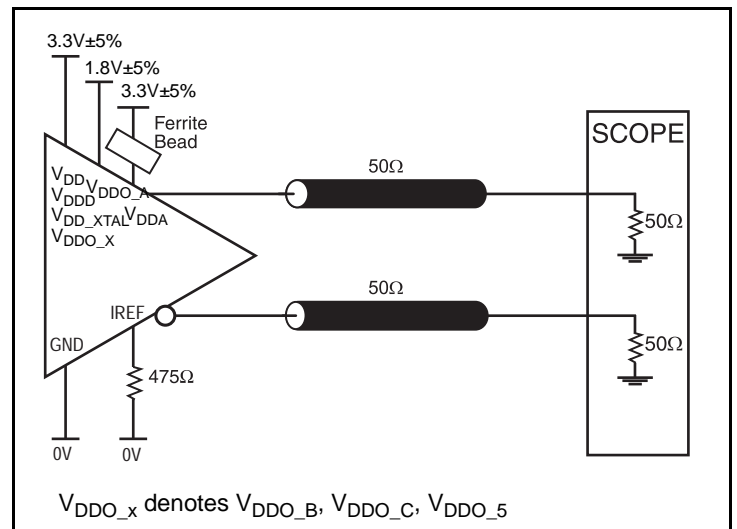 3.3V±5%
1.8V±5%
3.3V±5%
Ferrite
Bead
SCOPE
50Ω
VDD VDDO_A
VDDD
VDD_XTAL VDDA
VDDO_X
50Ω
50Ω
IREF
GND
50Ω
475Ω
0V 0V
VDDO_x denotes VDDO_B, VDDO_C, VDDO_5